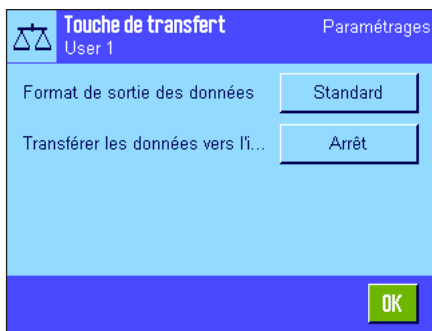 Touche de transfert Paramétrages
User 1
Format de sortie des données Standard
Transférer les données vers l'i... Arrêt
OK